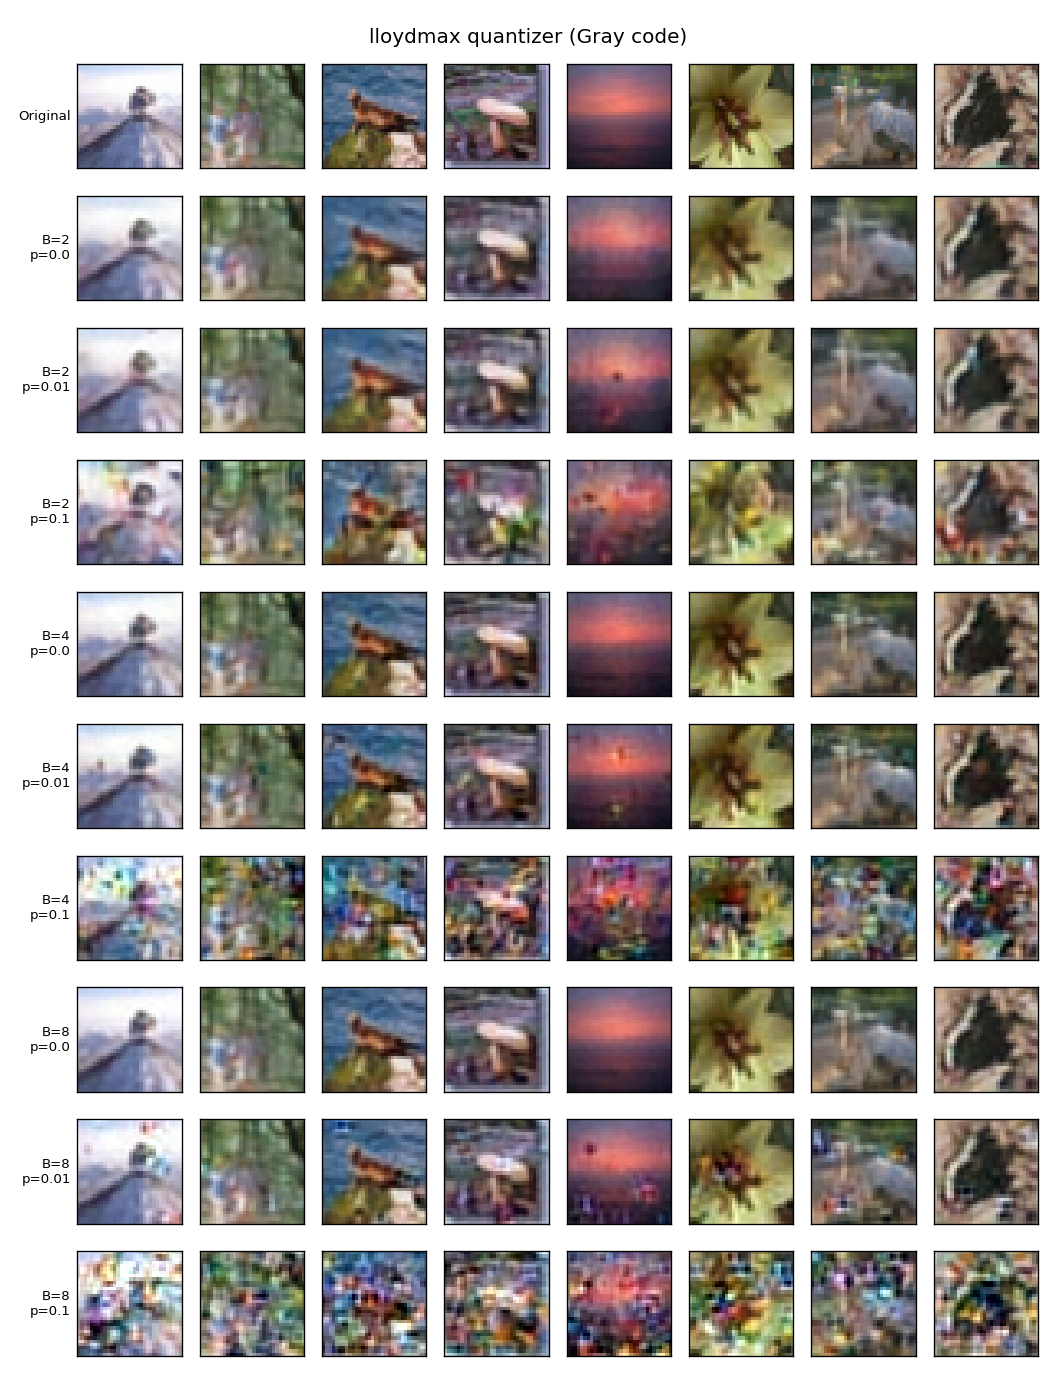 lloydmax quantizer (Gray code)
Original
B=2
p=0.0
B=2
p=0.01
B=2
p=0.1
B=4
p=0.0
B=4
p=0.01
B=4
p=0.1
B=8
p=0.0
B=8
p=0.01
B=8
p=0.1